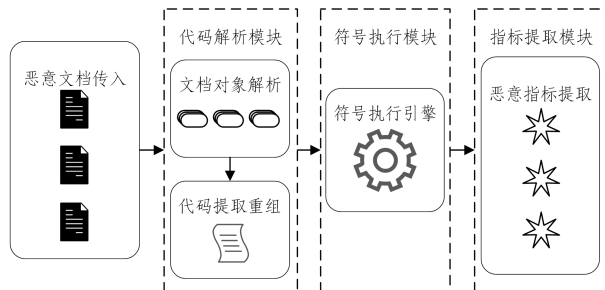 恶意文档传入
代码解析模块
文档对象解析
代码提取重组
符号执行模块
符号执行引擎
指标提取模块
恶意指标提取